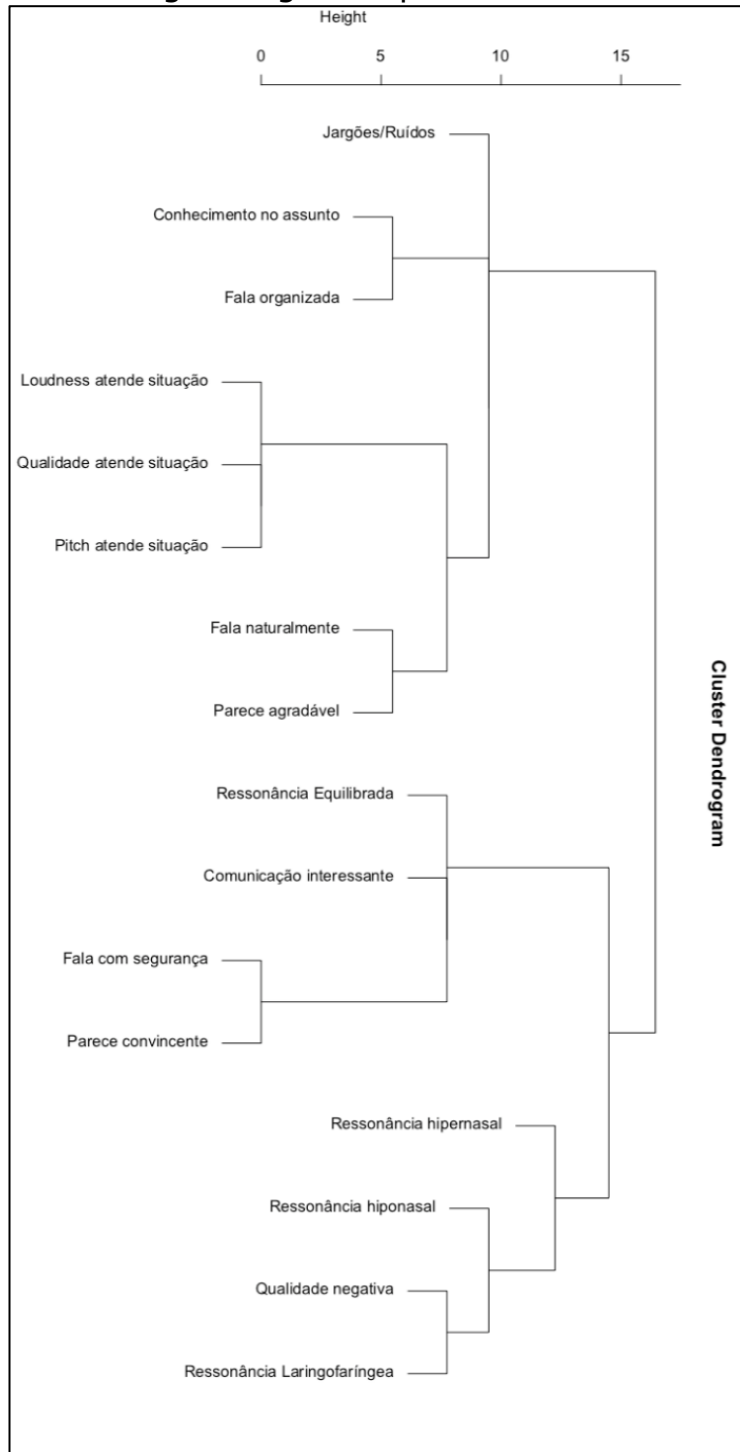 Height
0 5 10 15
Jargões/Ruídos
Conhecimento no assunto
Fala organizada
Loudness atende situação
Qualidade atende situação
Pitch atende situação
Fala naturalmente
Parece agradável
Cluster Dendrogram
Ressonância Equilibrada
Comunicação interessante
Fala com segurança
Parece convincente
Ressonância hipernasal
Ressonância hiponasal
Qualidade negativa
Ressonância Laringofaríngea